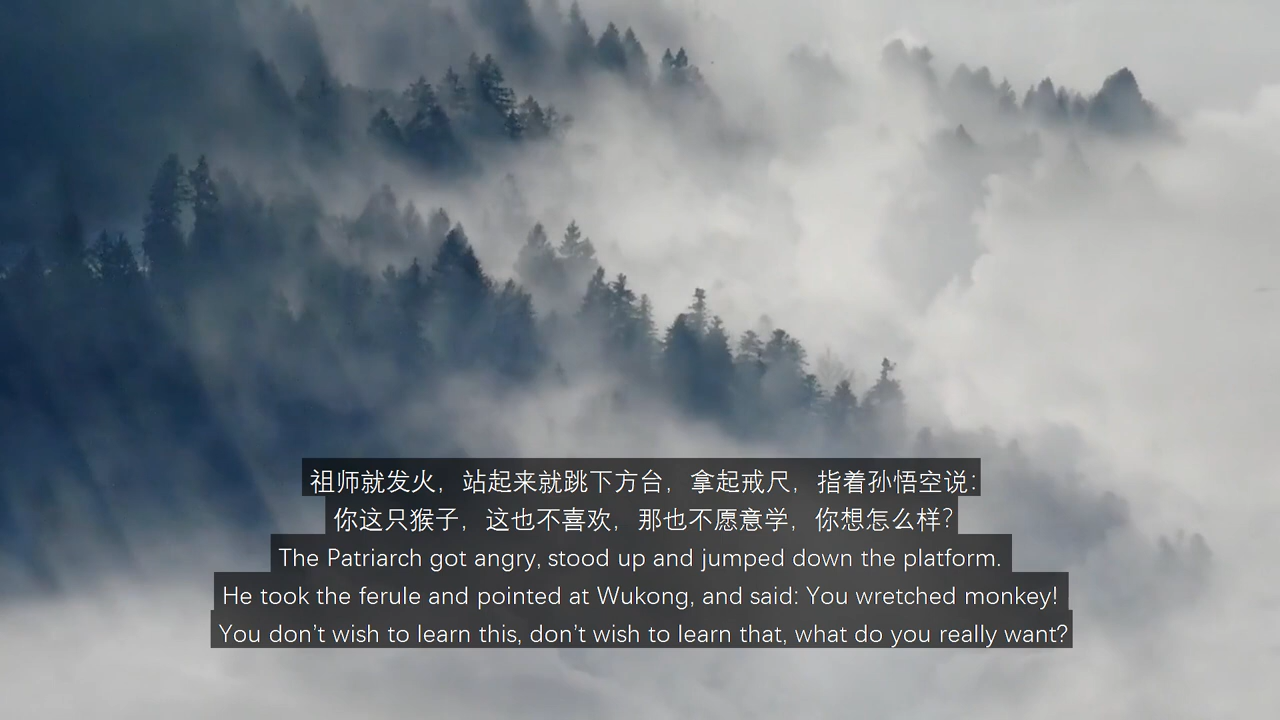 祖师就发火，站起来就跳下方台，拿起戒尺，指着孙悟空说：
你这只猴子，这也不喜欢，那也不愿意学，你想怎么样？
The Patriarch got angry, stood up and jumped down the platform.
He took the ferule and pointed at Wukong, and said: You wretched monkey!
You don't wish to learn this, don't wish to learn that, what do you really want?